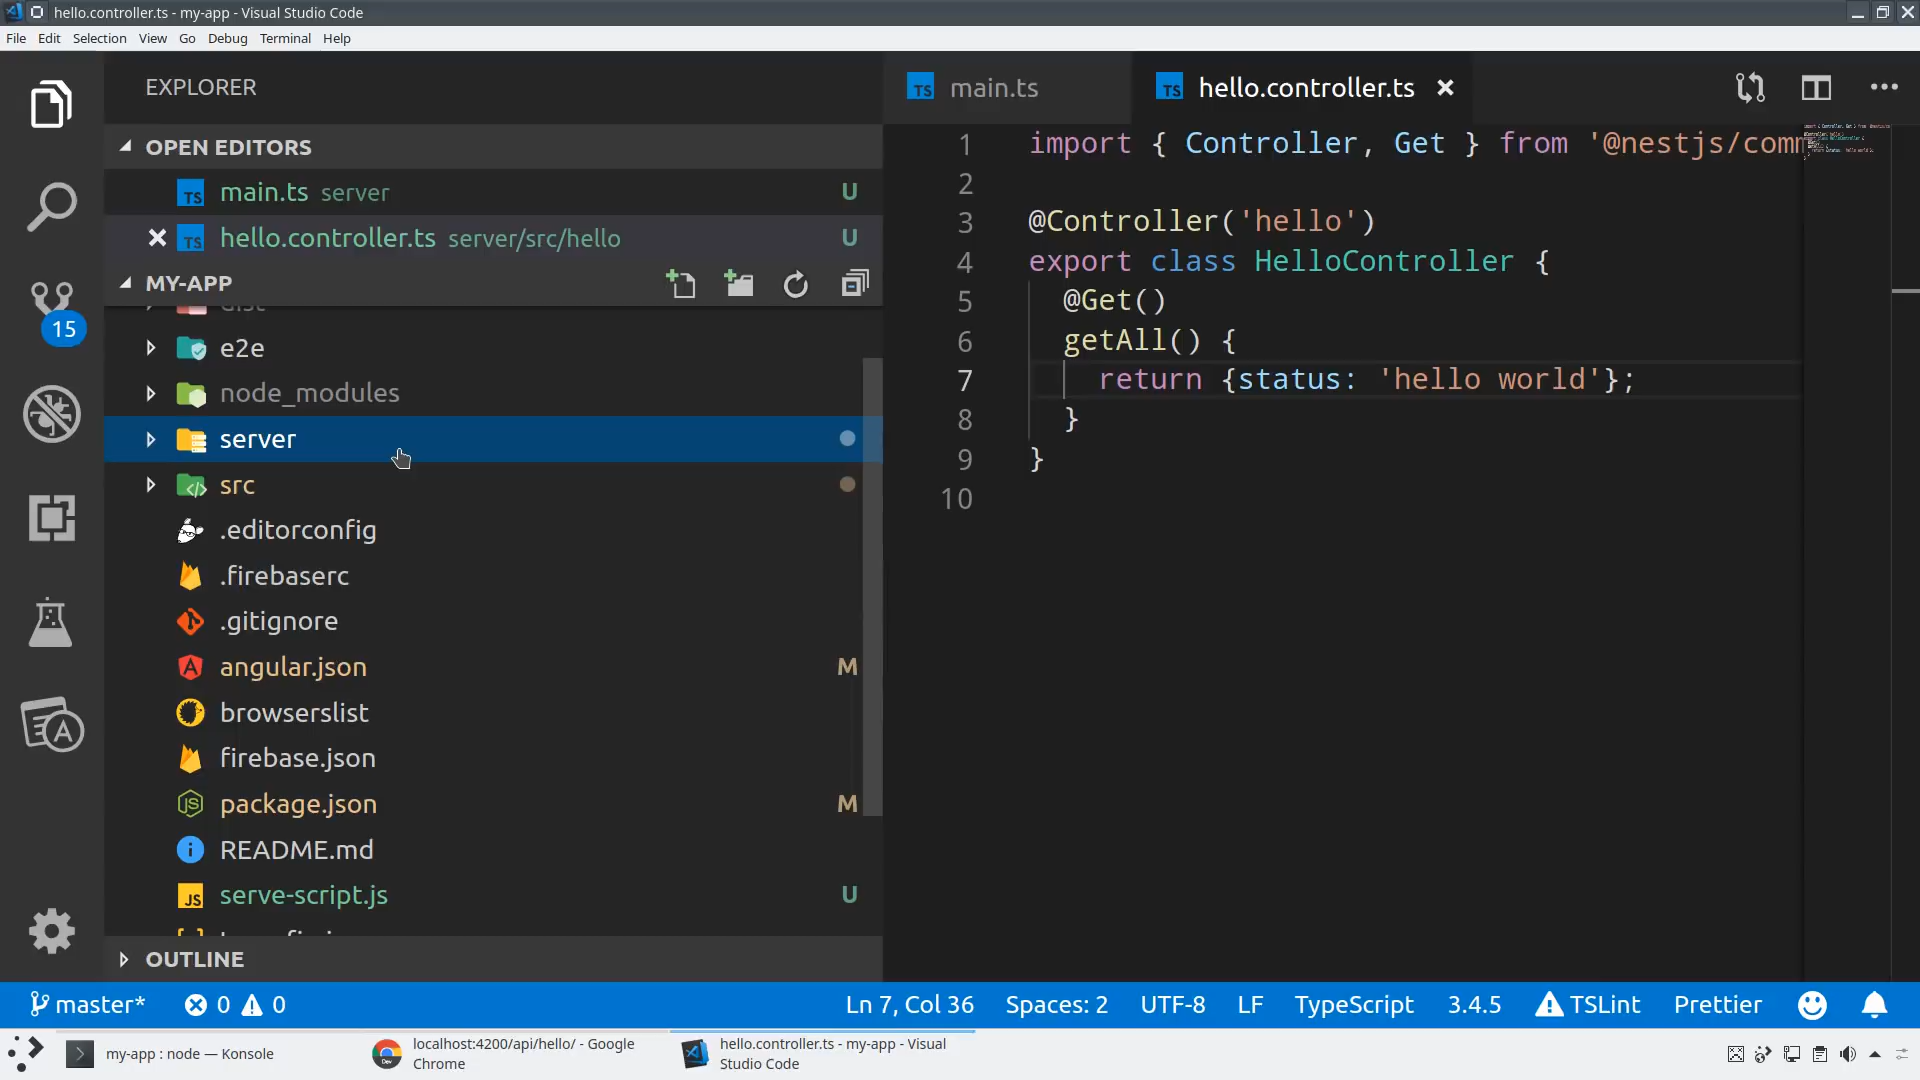 hello.controller.ts - my-app - Visual Studio Code
File Edit Selection View Go Debug Terminal Help
EXPLORER
OPEN EDITORS
main.ts server U
hello.controller.ts server/src/hello U
MY-APP
dist
e2e
node_modules
server
src
.editorconfig
.firebaserc
.gitignore
angular.json M
browserslist
firebase.json
package.json M
README.md
serve-script.js U
OUTLINE
15
main.ts hello.controller.ts
1 import { Controller, Get } from '@nestjs/comm
2
3 @Controller('hello')
4 export class HelloController {
5 @Get()
6 getAll() {
7 return {status: 'hello world'};
8 }
9 }
10
master* 0 0 Ln 7, Col 36 Spaces: 2 UTF-8 LF TypeScript 3.4.5 TSLint Prettier
my-app : node — Konsole
localhost:4200/api/hello/ - Google
Chrome
hello.controller.ts - my-app - Visual
Studio Code